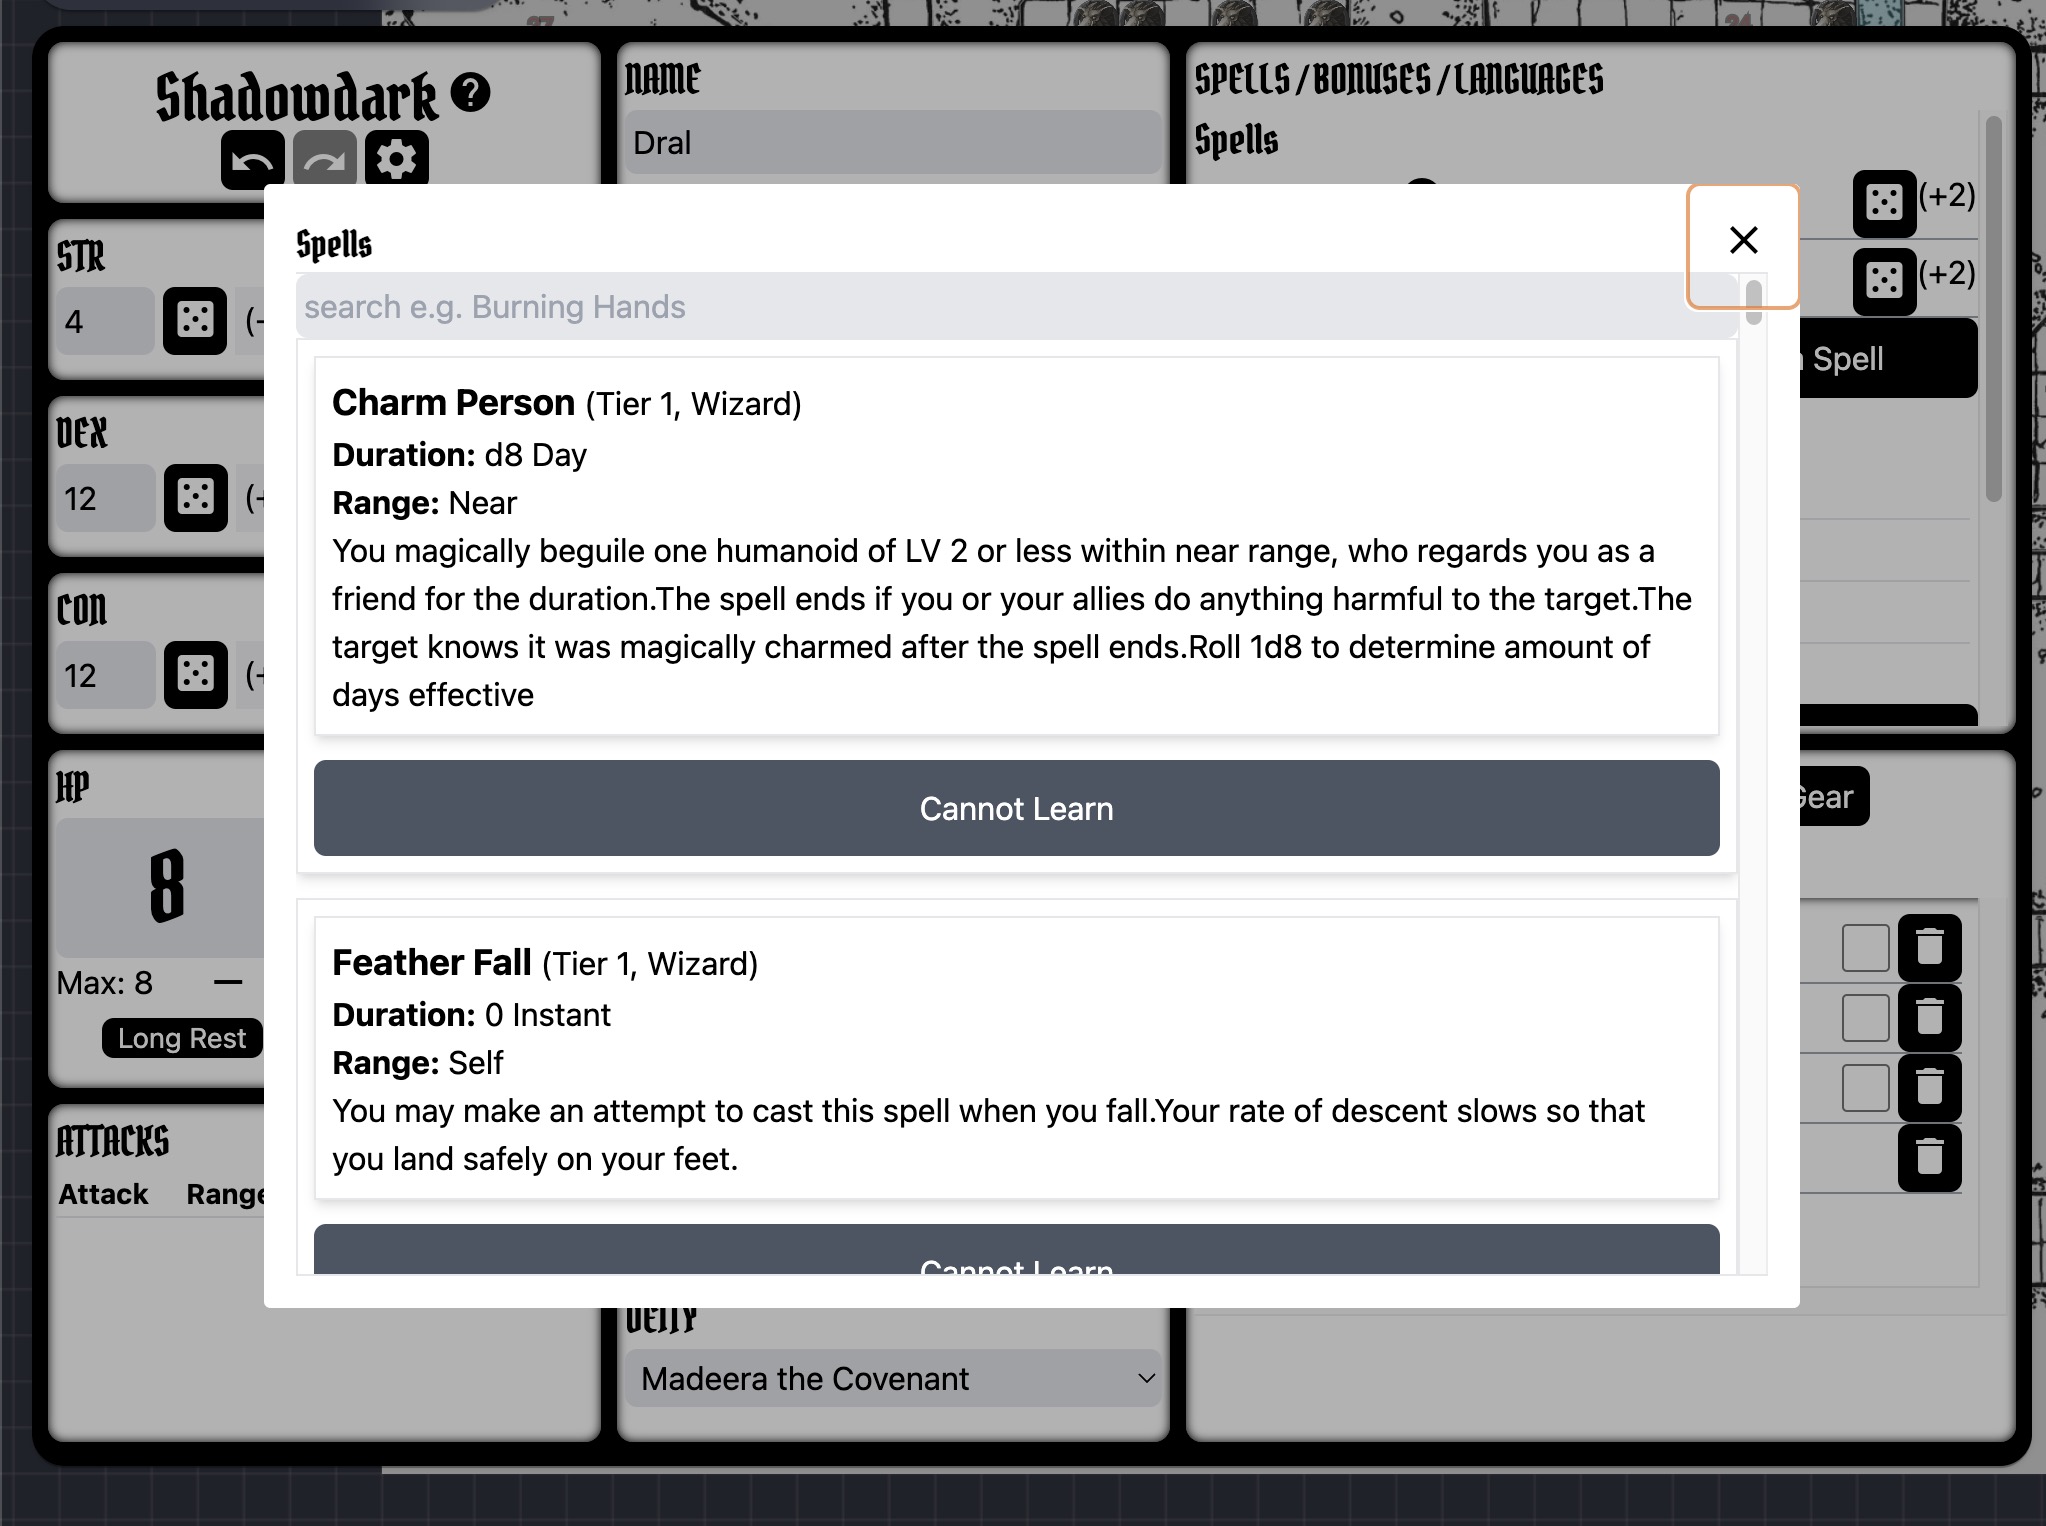 27
24
Shadowdark ?
NAME
Dral
SPELLS/BONUSES/LANGUAGES
Spells
(+2)
(+2)
Spell
STR
4
(-
DEX
12
(+
CON
12
(+
HP
8
Max: 8
Long Rest
ATTACKS
Attack Range
Spells
search e.g. Burning Hands
Charm Person (Tier 1, Wizard)
Duration: d8 Day
Range: Near
You magically beguile one humanoid of LV 2 or less within near range, who regards you as a
friend for the duration.The spell ends if you or your allies do anything harmful to the target.The
target knows it was magically charmed after the spell ends.Roll 1d8 to determine amount of
days effective
Cannot Learn
Feather Fall (Tier 1, Wizard)
Duration: 0 Instant
Range: Self
You may make an attempt to cast this spell when you fall.Your rate of descent slows so that
you land safely on your feet.
Cannot Learn
Gear
DEITY
Madeera the Covenant